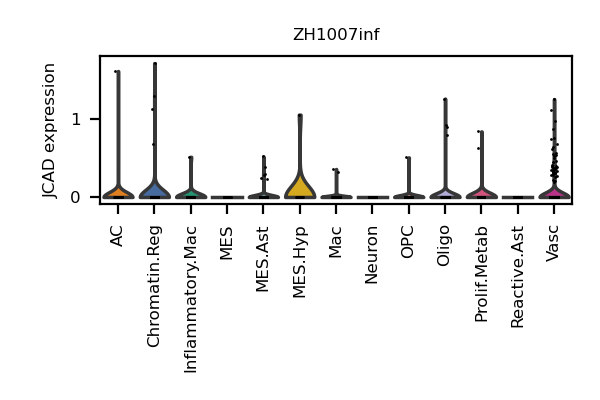 ZH1007inf
JCAD expression
1
0
AC
Chromatin.Reg
Inflammatory.Mac
MES
MES.Ast
MES.Hyp
Mac
Neuron
OPC
Oligo
Prolif.Metab
Reactive.Ast
Vasc